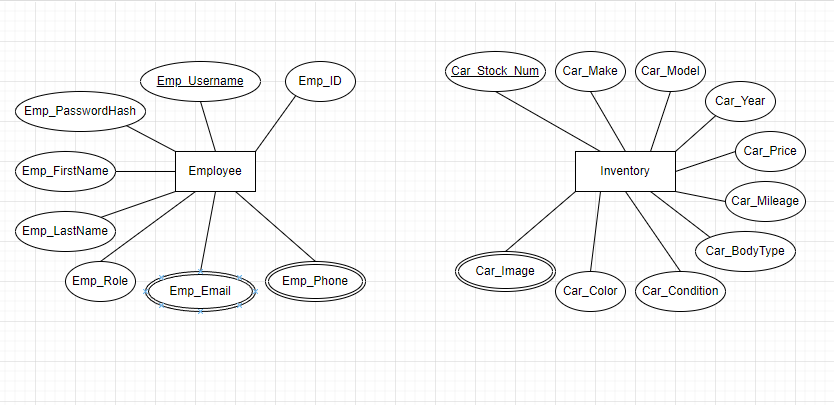 Emp_Username
Emp_ID
Emp_PasswordHash
Emp_FirstName
Employee
Emp_LastName
Emp_Role
Emp_Email
Emp_Phone
Car_Stock_Num
Car_Make
Car_Model
Car_Year
Car_Price
Inventory
Car_Mileage
Car_BodyType
Car_Image
Car_Color
Car_Condition